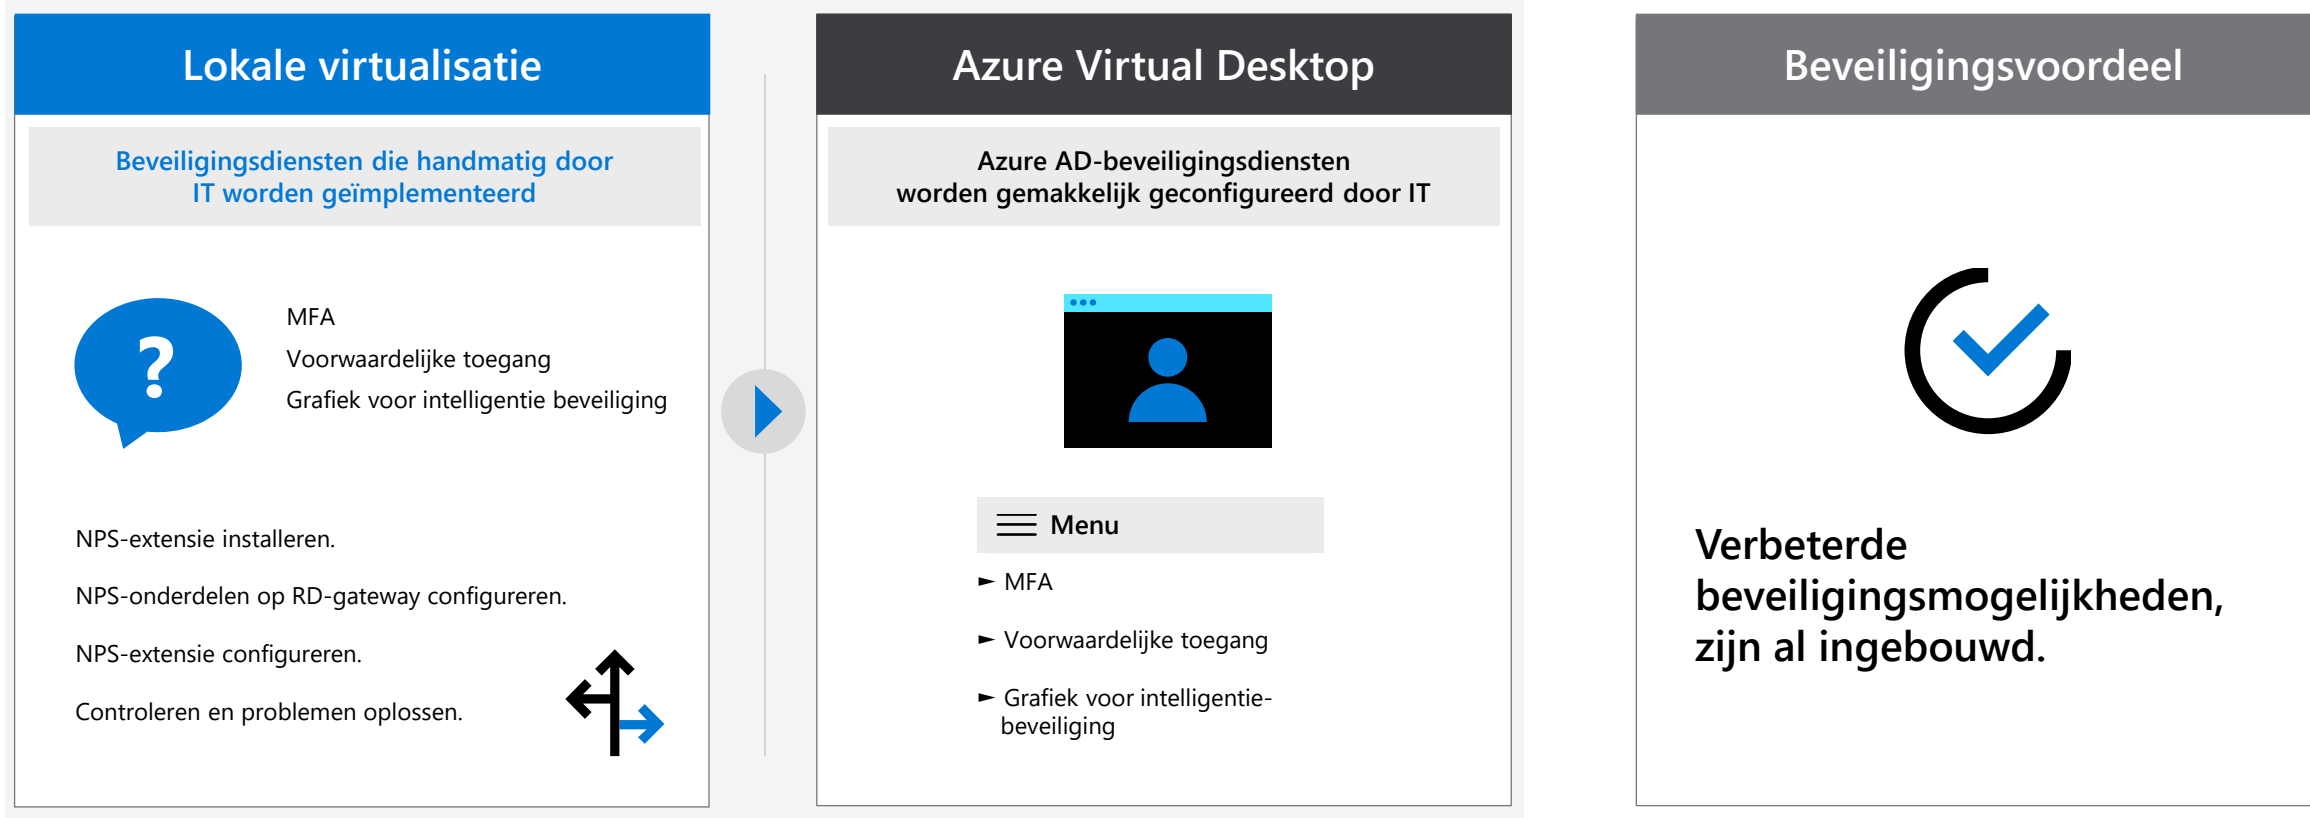 Lokale virtualisatie
Beveiligingsdiensten die handmatig door
IT worden geïmplementeerd
?
MFA
Voorwaardelijke toegang
Grafiek voor intelligentie beveiliging
NPS-extensie installeren.
NPS-onderdelen op RD-gateway configureren.
NPS-extensie configureren.
Controleren en problemen oplossen.
Azure Virtual Desktop
Azure AD-beveiligingsdiensten
worden gemakkelijk geconfigureerd door IT
Menu
► MFA
► Voorwaardelijke toegang
► Grafiek voor intelligentie-
beveiliging
Beveiligingsvoordeel
Verbeterde
beveiligingsmogelijkheden,
zijn al ingebouwd.